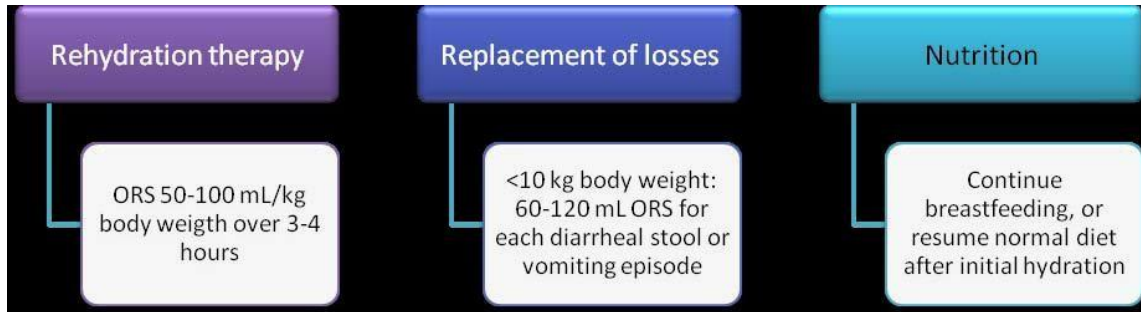 Rehydration therapy
ORS 50-100 mL/kg
body weigth over 3-4
hours
Replacement of losses
<10 kg body weight:
60-120 mL ORS for
each diarrheal stool or
vomiting episode
Nutrition
Continue
breastfeeding, or
resume normal diet
after initial hydration